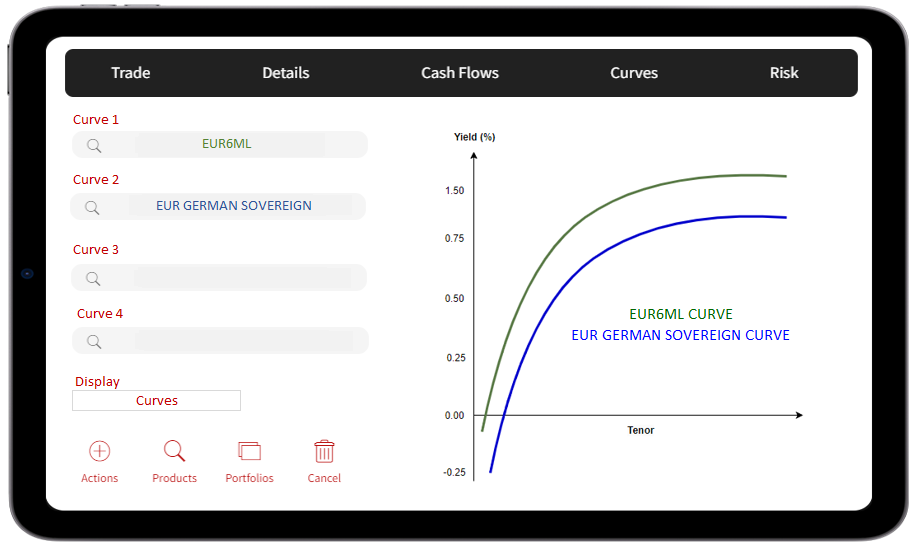 Trade Details Cash Flows Curves Risk
Curve 1
EUR6ML
Curve 2
EUR GERMAN SOVEREIGN
Curve 3
Curve 4
Display
Curves
Actions Products Portfolios Cancel
Yield (%)
1.50
0.75
0.50
0.25
0.00
-0.25
EUR6ML CURVE
EUR GERMAN SOVEREIGN CURVE
Tenor